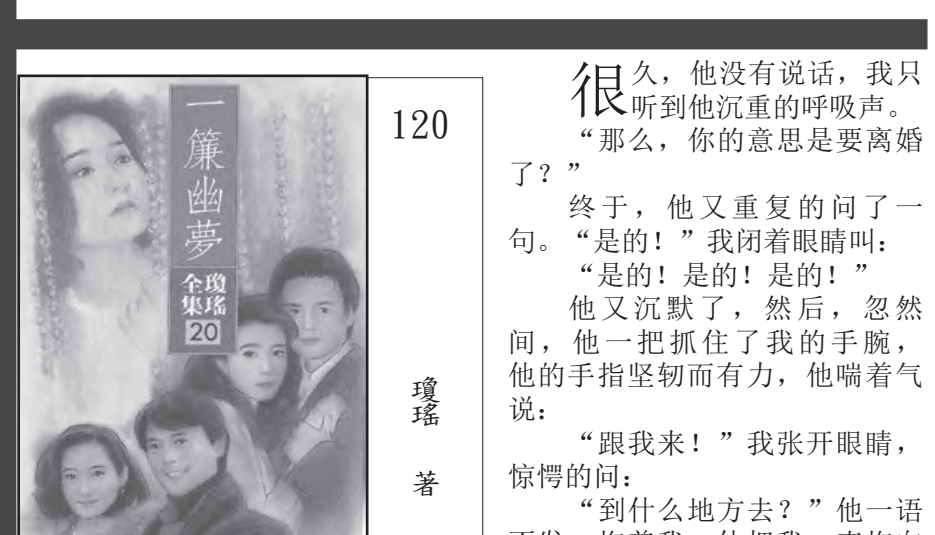 一簾幽夢
瓊瑤
全集
20
120
瓊瑤 著
很久，他没有说话，我只
听到他沉重的呼吸声。
“那么，你的意思是要离婚
了？”
终于，他又重复的问了一
句。“是的！”我闭着眼睛叫：
“是的！是的！是的！”
他又沉默了，然后，忽然
间，他一把抓住了我的手腕，
他的手指坚韧而有力，他喘着气
说：
“跟我来！”我张开眼睛，
惊愕的问：
“到什么地方去？”他一语